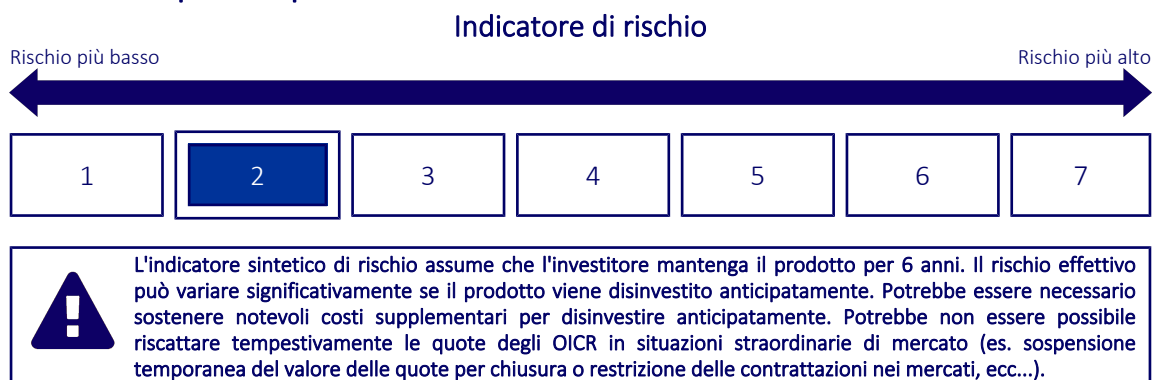 Indicatore di rischio
Rischio più basso
Rischio più alto
1
2
3
4
5
6
7
L'indicatore sintetico di rischio assume che l'investitore mantenga il prodotto per 6 anni. Il rischio effettivo
può variare significativamente se il prodotto viene disinvestito anticipatamente. Potrebbe essere necessario
sostenere notevoli costi supplementari per disinvestire anticipatamente. Potrebbe non essere possibile
riscattare tempestivamente le quote degli OICR in situazioni straordinarie di mercato (es. sospensione
temporanea del valore delle quote per chiusura o restrizione delle contrattazioni nei mercati, ecc...).